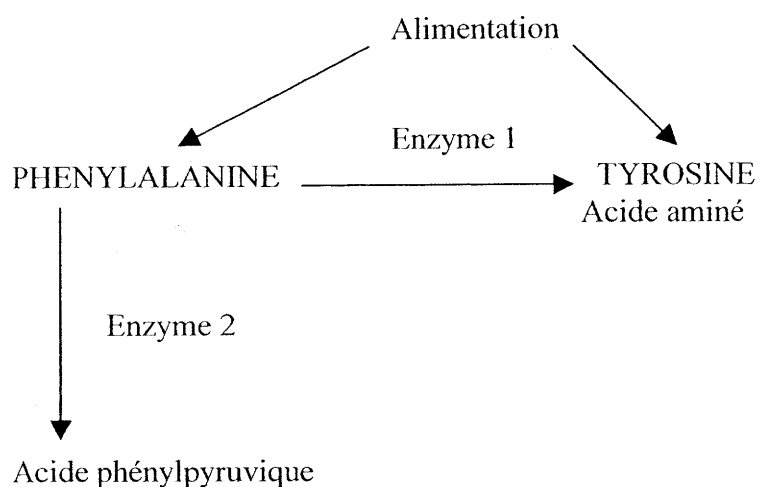 Alimentation
Enzyme 1
PHENYLALANINE
TYROSINE
Acide aminé
Enzyme 2
Acide phénylpyruvique